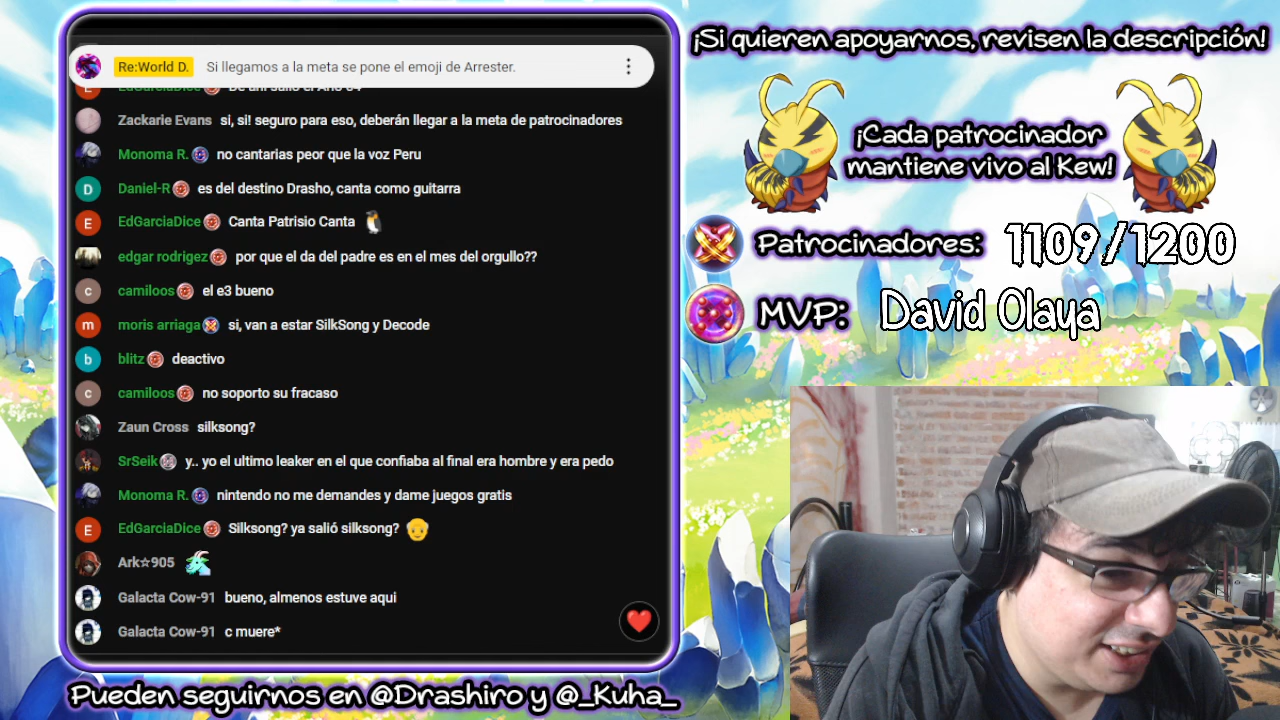 Re:World D. Si llegamos a la meta se pone el emoji de Arrester.
E EdGarciaDice De ahí salió el Año 64
Zackarie Evans si, si! seguro para eso, deberán llegar a la meta de patrocinadores
Monoma R. no cantarias peor que la voz Peru
D Daniel-R es del destino Drasho, canta como guitarra
E EdGarciaDice Canta Patrisio Canta
edgar rodrigez por que el da del padre es en el mes del orgullo??
c camiloos el e3 bueno
m moris arriaga si, van a estar SilkSong y Decode
b blitz deactivo
c camiloos no soporto su fracaso
Zaun Cross silksong?
SrSeik y.. yo el ultimo leaker en el que confiaba al final era hombre y era pedo
Monoma R. nintendo no me demandes y dame juegos gratis
E EdGarciaDice Silksong? ya salió silksong?
Ark☆905
Galacta Cow-91 bueno, almenos estuve aqui
Galacta Cow-91 c muere*
Pueden seguirnos en @Drashiro y @_Kuha_
¡Si quieren apoyarnos, revisen la descripción!
¡Cada patrocinador
mantiene vivo al Kew!
Patrocinadores: 1109/1200
MVP: David Olaya